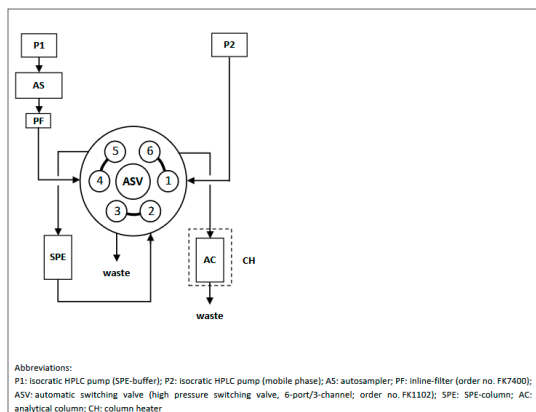 P1
P2
AS
PF
5
6
4
ASV
1
3
2
SPE
waste
AC
CH
waste
Abbreviations:
P1: isocratic HPLC pump (SPE-buffer); P2: isocratic HPLC pump (mobile phase); AS: autosampler; PF: inline-filter (order no. FK7400);
ASV: automatic switching valve (high pressure switching valve, 6-port/3-channel; order no. FK1102); SPE: SPE-column; AC:
analytical column; CH: column heater